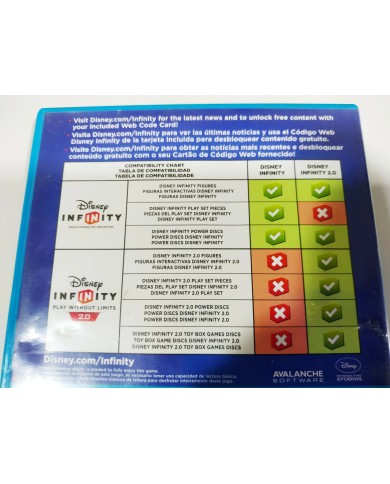 - Visit Disney.com/Infinity for the latest news and to unlock free content with
your included Web Code Card!
- Visita Disney.com/Infinity para ver las últimas noticias y usa el Código Web
Disney Infinity de la tarjeta incluida para desbloquear contenido gratuito.
- Visita Disney.com/Infinity para obter as notícias mais recentes e desbloquear
conteúdo gratuito com o seu Cartão de Código Web fornecido!
COMPATIBILITY CHART
TABLA DE COMPATIBILIDAD
TABELA DE COMPATIBILIDADE
DISNEY
INFINITY
DISNEY
INFINITY 2.0
Disney
INFINITY
DISNEY INFINITY FIGURES
FIGURAS INTERACTIVAS DISNEY INFINITY
FIGURAS DISNEY INFINITY
DISNEY INFINITY PLAY SET PIECES
PIEZAS DEL PLAY SET DISNEY INFINITY
DISNEY INFINITY PLAY SET
DISNEY INFINITY POWER DISCS
POWER DISCS DISNEY INFINITY
POWER DISCS DISNEY INFINITY
Disney
INFINITY
PLAY WITHOUT LIMITS
2.0
DISNEY INFINITY 2.0 FIGURES
FIGURAS INTERACTIVAS DISNEY INFINITY 2.0
FIGURAS DISNEY INFINITY 2.0
DISNEY INFINITY 2.0 PLAY SET PIECES
PIEZAS DEL PLAY SET DISNEY INFINITY 2.0
DISNEY INFINITY 2.0 PLAY SET
DISNEY INFINITY 2.0 POWER DISCS
POWER DISCS DISNEY INFINITY 2.0
POWER DISCS DISNEY INFINITY 2.0
DISNEY INFINITY 2.0 TOY BOX GAMES DISCS
TOY BOX GAME DISCS DISNEY INFINITY 2.0
DISNEY INFINITY 2.0 TOY BOX GAMES DISCS
Disney.com/Infinity
is needed to fully enjoy this game.
AVALANCHE
SOFTWARE
Disney
STUDIOS